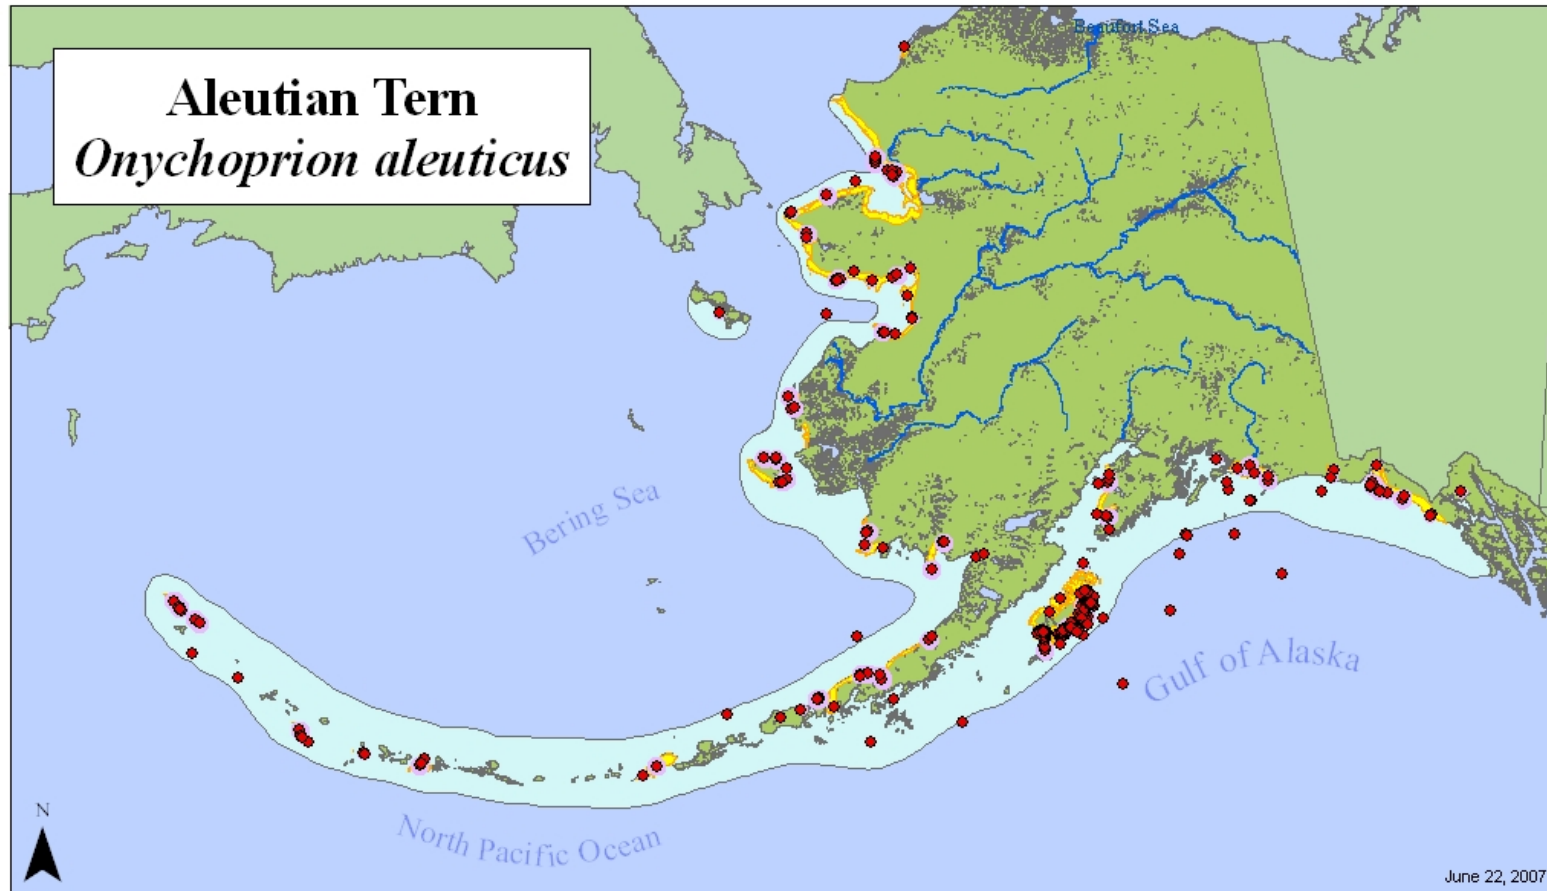 Beaufort Sea
Aleutian Tern
Onychoprion aleuticus
Bering Sea
Gulf of Alaska
North Pacific Ocean
N
June 22, 2007